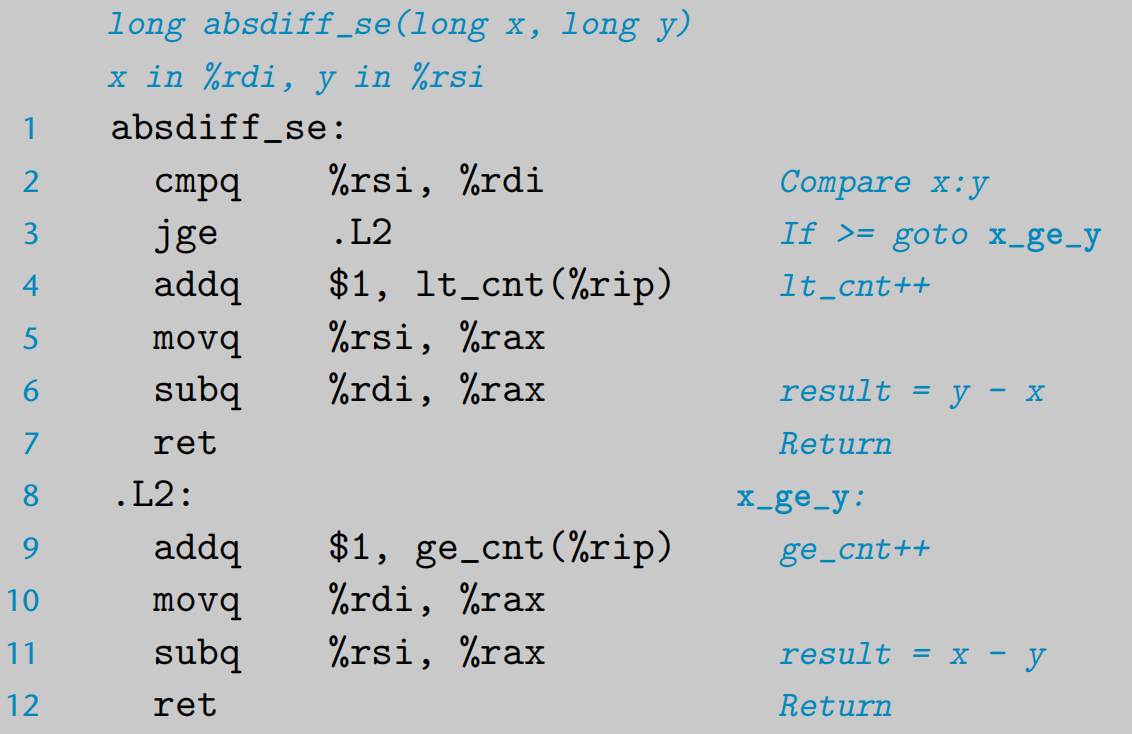 long absdiff_se(long x, long y)
x in %rdi, y in %rsi
1 absdiff_se:
2 cmpq %rsi, %rdi Compare x:y
3 jge .L2 If >= goto x_ge_y
4 addq $1, lt_cnt(%rip) lt_cnt++
5 movq %rsi, %rax
6 subq %rdi, %rax result = y - x
7 ret Return
8 .L2: x_ge_y:
9 addq $1, ge_cnt(%rip) ge_cnt++
10 movq %rdi, %rax
11 subq %rsi, %rax result = x - y
12 ret Return